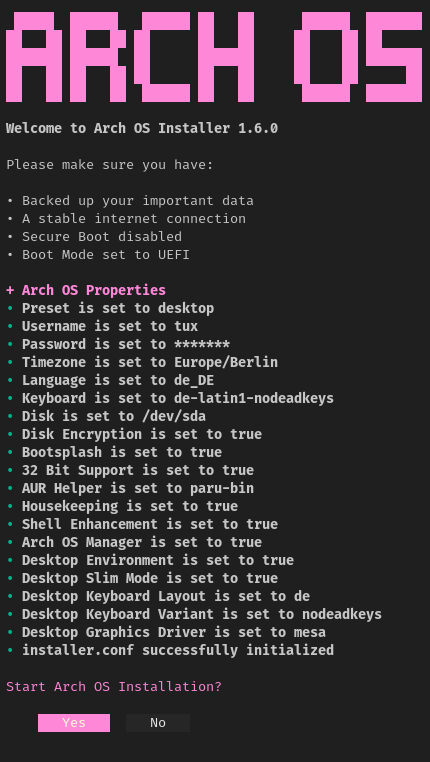 ARCH OS
Welcome to Arch OS Installer 1.6.0
Please make sure you have:
• Backed up your important data
• A stable internet connection
• Secure Boot disabled
• Boot Mode set to UEFI
+ Arch OS Properties
• Preset is set to desktop
• Username is set to tux
• Password is set to *******
• Timezone is set to Europe/Berlin
• Language is set to de_DE
• Keyboard is set to de-latin1-nodeadkeys
• Disk is set to /dev/sda
• Disk Encryption is set to true
• Bootsplash is set to true
• 32 Bit Support is set to true
• AUR Helper is set to paru-bin
• Housekeeping is set to true
• Shell Enhancement is set to true
• Arch OS Manager is set to true
• Desktop Environment is set to true
• Desktop Slim Mode is set to true
• Desktop Keyboard Layout is set to de
• Desktop Keyboard Variant is set to nodeadkeys
• Desktop Graphics Driver is set to mesa
• installer.conf successfully initialized
Start Arch OS Installation?
Yes No